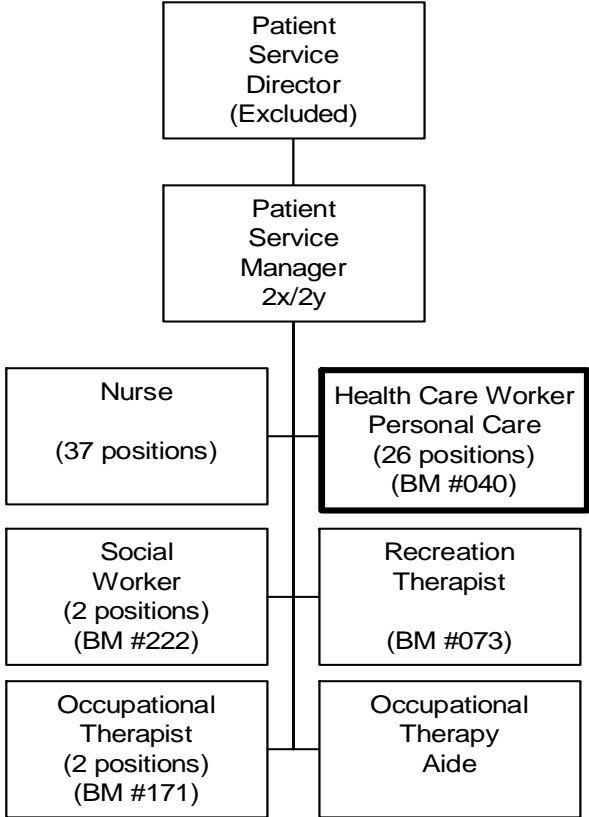 Patient
Service
Director
(Excluded)
Patient
Service
Manager
2x/2y
Nurse
(37 positions)
Health Care Worker
Personal Care
(26 positions)
(BM #040)
Social
Worker
(2 positions)
(BM #222)
Recreation
Therapist
(BM #073)
Occupational
Therapist
(2 positions)
(BM #171)
Occupational
Therapy
Aide